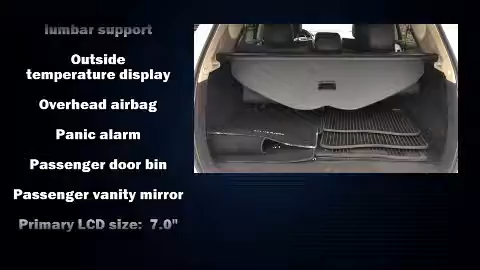 lumbar support
Outside
temperature display
Overhead airbag
Panic alarm
Passenger door bin
Passenger vanity mirror
Primary LCD size: 7.0"